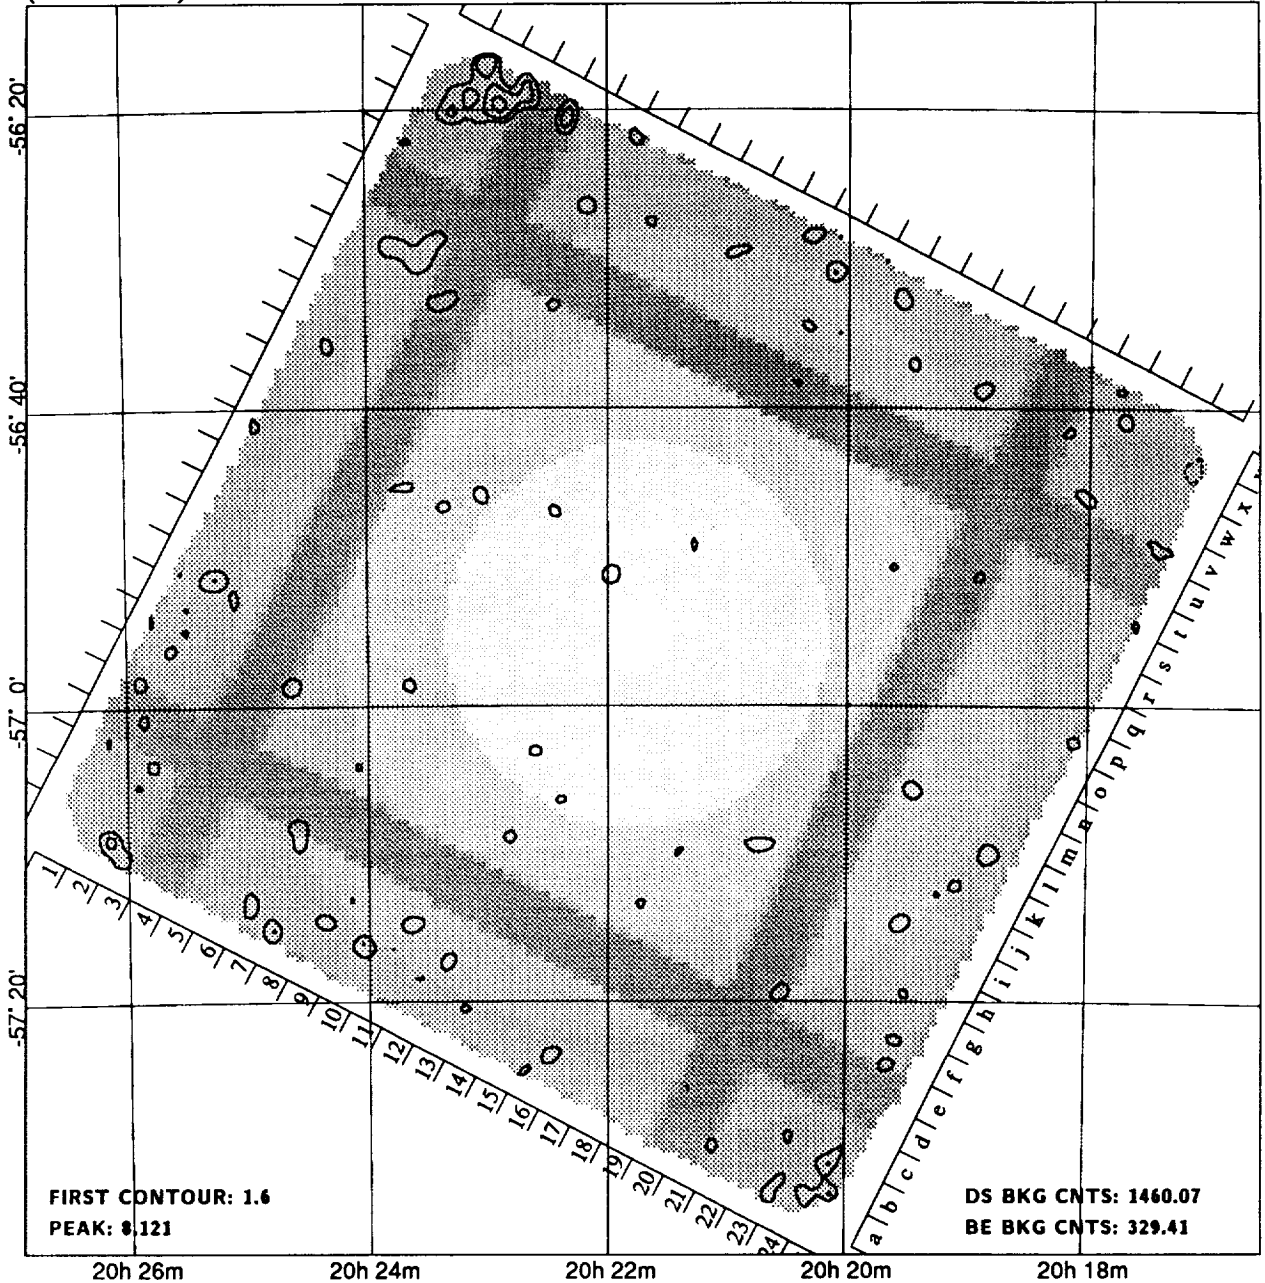 -56° 20'
-56° 40'
-57° 0'
-57° 20'
1 2 3 4 5 6 7 8 9 10 11 12 13 14 15 16 17 18 19 20 21 22 23 24
a b c d e f g h i j k l m n o p q r s t u v w x
FIRST CONTOUR: 1.6
PEAK: 8.121
DS BKG CNTS: 1460.07
BE BKG CNTS: 329.41
20h 26m
20h 24m
20h 22m
20h 20m
20h 18m